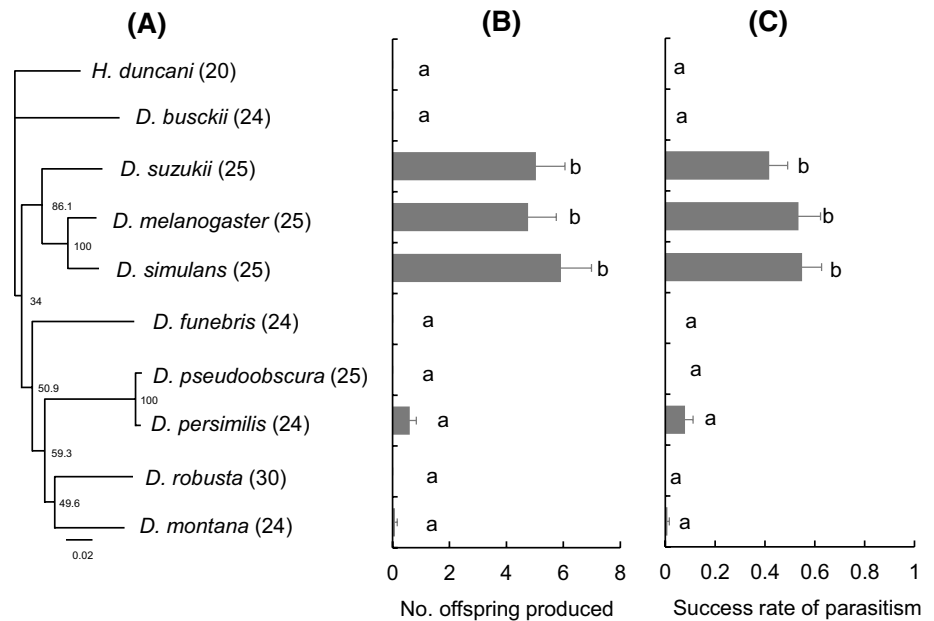 (A) (B) (C)
H. duncani (20) a a
D. busckii (24) a a
D. suzukii (25) b b
86.1
D. melanogaster (25) b b
100
D. simulans (25) b b
34
D. funebris (24) a a
D. pseudoobscura (25) a a
50.9
100
D. persimilis (24) a a
59.3
D. robusta (30) a a
49.6
D. montana (24) a a
0.02
0 2 4 6 8 0 0.2 0.4 0.6 0.8 1
No. offspring produced Success rate of parasitism